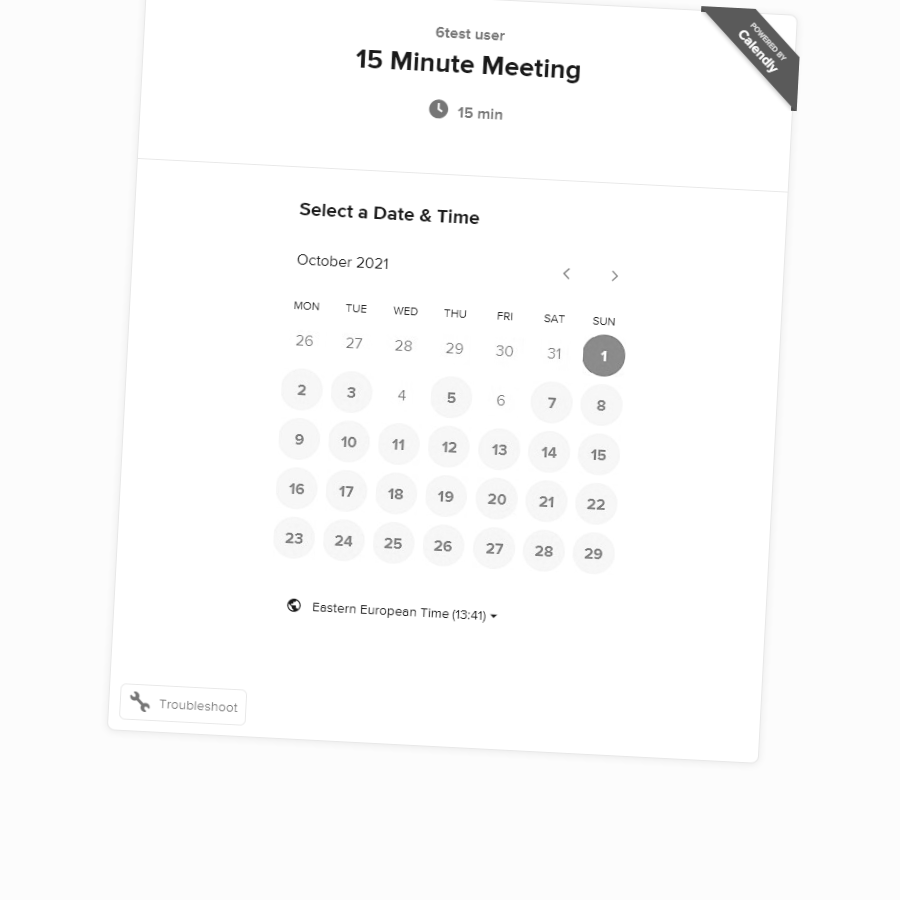 6test user
15 Minute Meeting
15 min
POWERED BY
Calendly
Select a Date & Time
October 2021
MON TUE WED THU FRI SAT SUN
26 27 28 29 30 31 1
2 3 4 5 6 7 8
9 10 11 12 13 14 15
16 17 18 19 20 21 22
23 24 25 26 27 28 29
Eastern European Time (13:41)
Troubleshoot